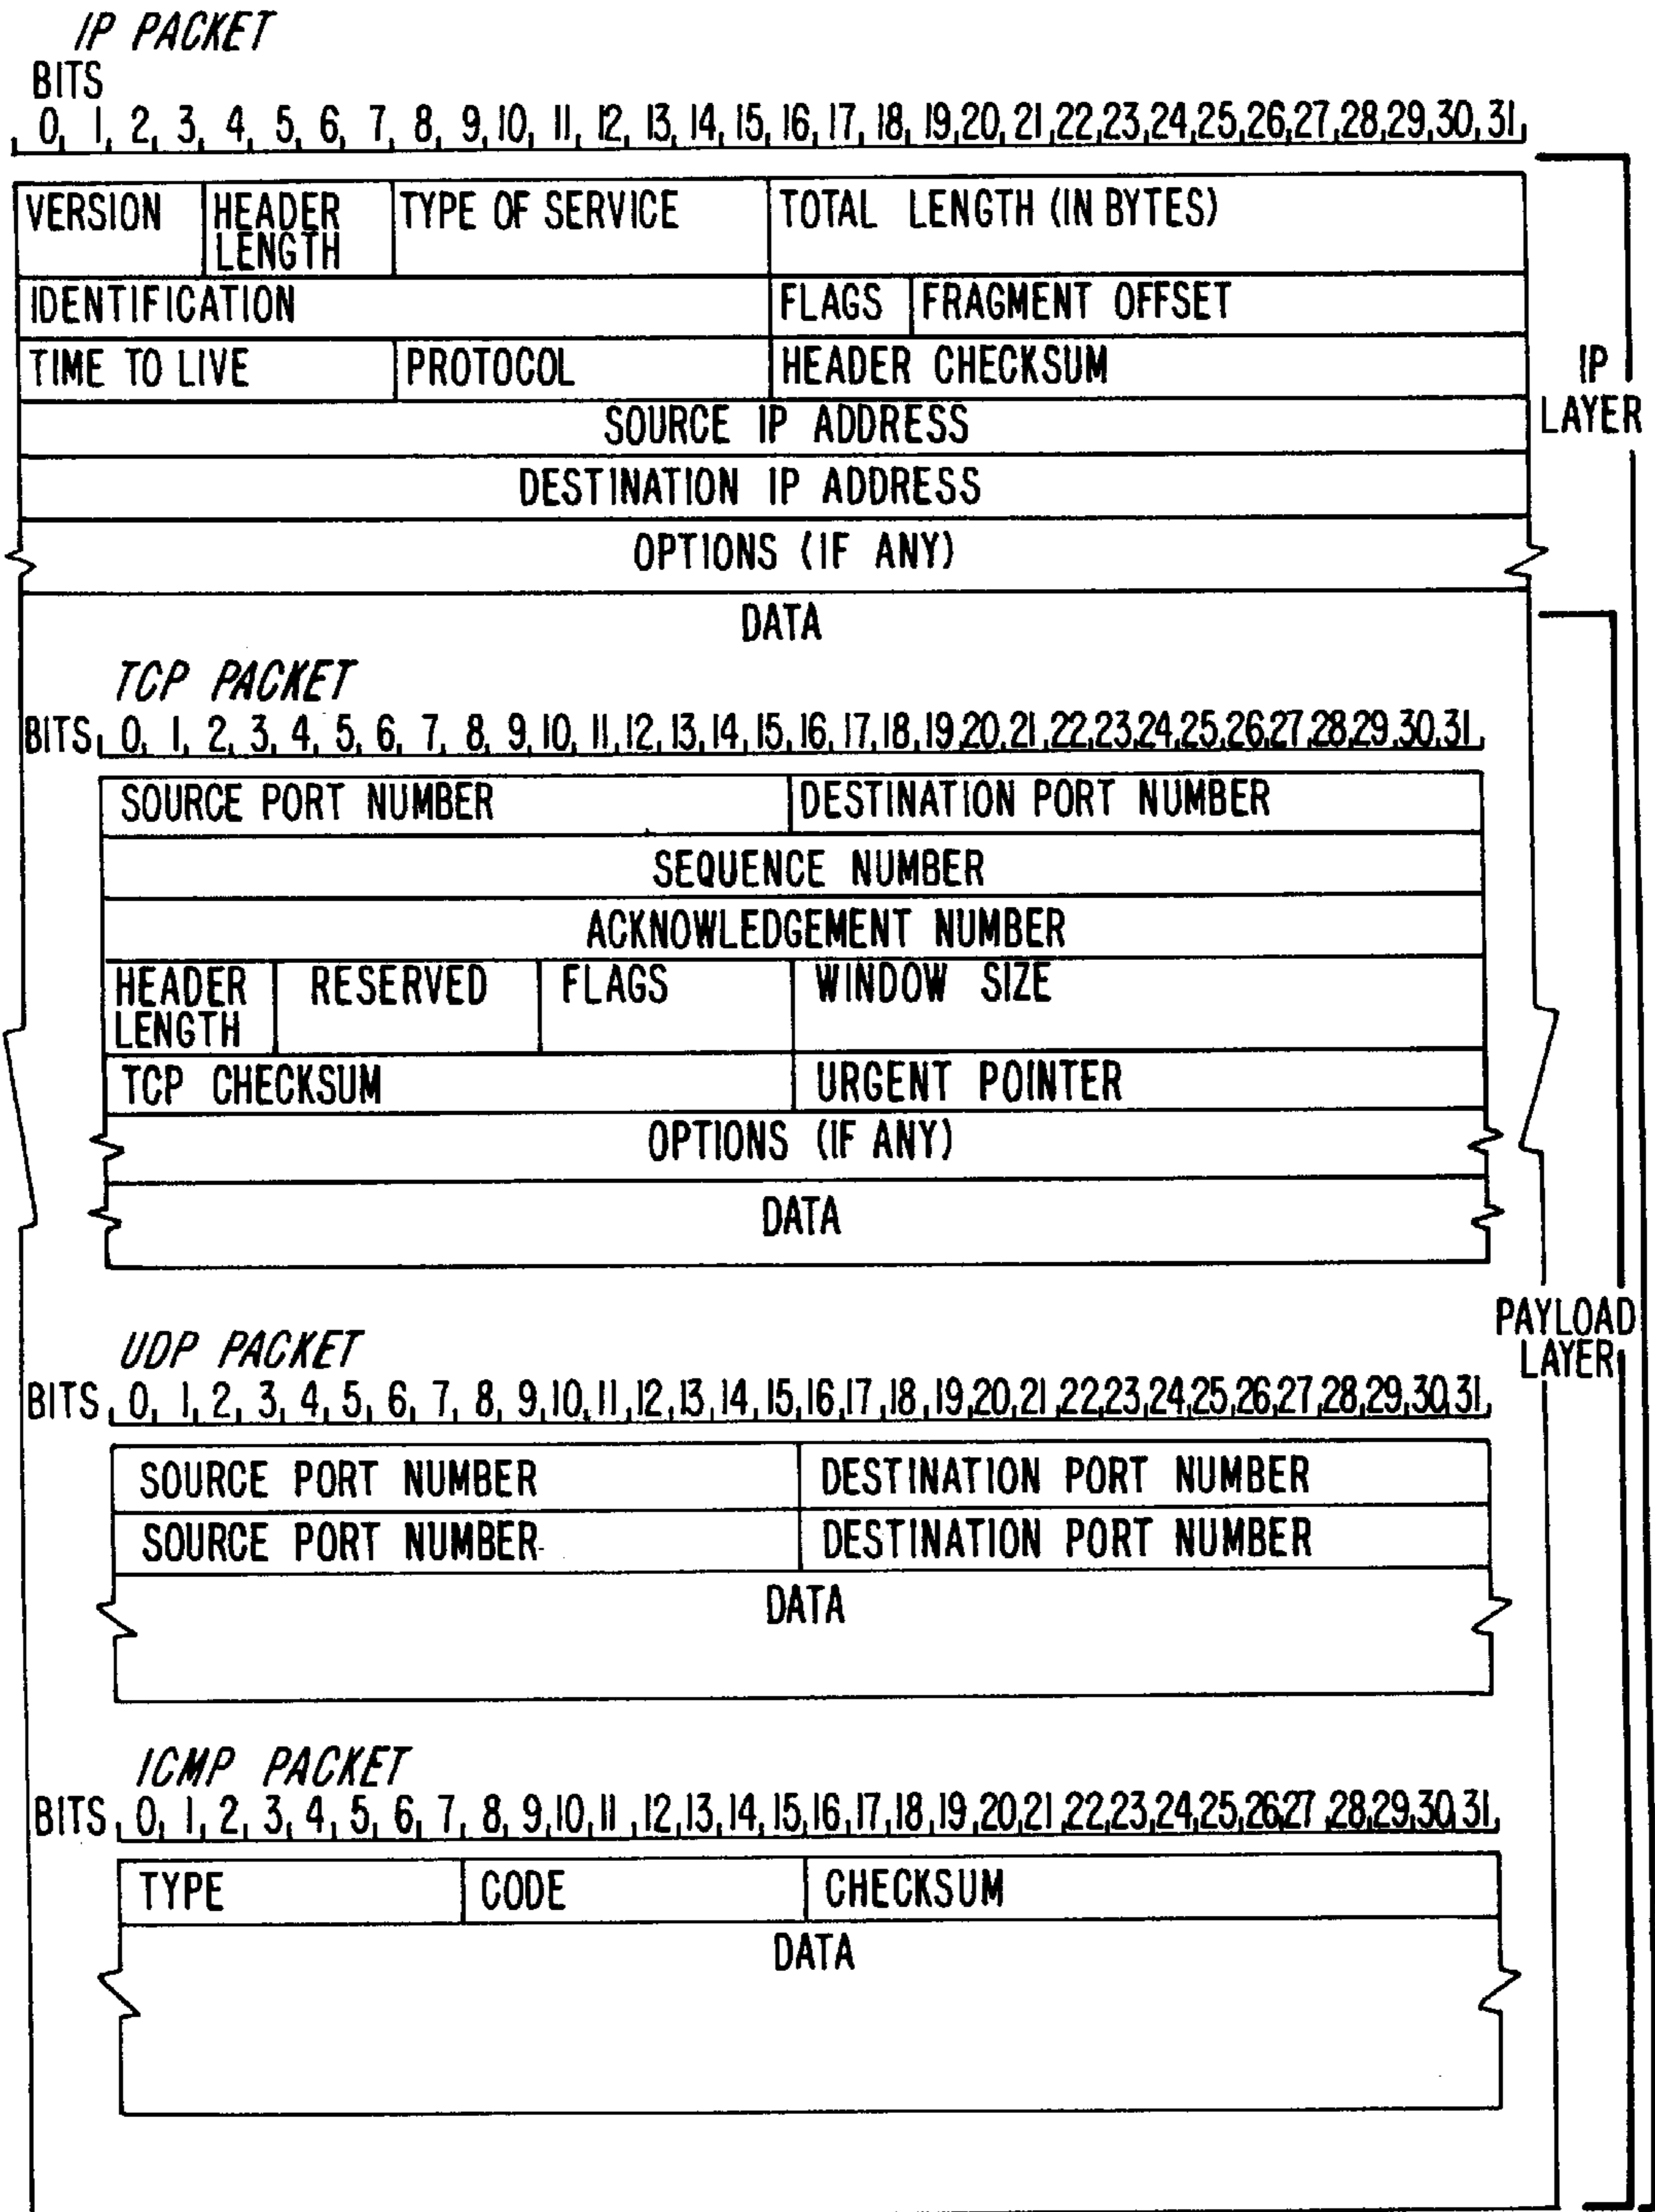 IP PACKET
BITS
0, 1, 2, 3, 4, 5, 6, 7, 8, 9, 10, 11, 12, 13, 14, 15, 16, 17, 18, 19, 20, 21, 22, 23, 24, 25, 26, 27, 28, 29, 30, 31,
VERSION HEADER LENGTH TYPE OF SERVICE TOTAL LENGTH (IN BYTES)
IDENTIFICATION FLAGS FRAGMENT OFFSET
TIME TO LIVE PROTOCOL HEADER CHECKSUM
IP LAYER
SOURCE IP ADDRESS
DESTINATION IP ADDRESS
OPTIONS (IF ANY)
DATA
TCP PACKET
BITS 0, 1, 2, 3, 4, 5, 6, 7, 8, 9, 10, 11, 12, 13, 14, 15, 16, 17, 18, 19, 20, 21, 22, 23, 24, 25, 26, 27, 28, 29, 30, 31,
SOURCE PORT NUMBER DESTINATION PORT NUMBER
SEQUENCE NUMBER
ACKNOWLEDGEMENT NUMBER
HEADER LENGTH RESERVED FLAGS WINDOW SIZE
TCP CHECKSUM URGENT POINTER
OPTIONS (IF ANY)
DATA
PAYLOAD LAYER
UDP PACKET
BITS 0, 1, 2, 3, 4, 5, 6, 7, 8, 9, 10, 11, 12, 13, 14, 15, 16, 17, 18, 19, 20, 21, 22, 23, 24, 25, 26, 27, 28, 29, 30, 31,
SOURCE PORT NUMBER DESTINATION PORT NUMBER
SOURCE PORT NUMBER DESTINATION PORT NUMBER
DATA
ICMP PACKET
BITS 0, 1, 2, 3, 4, 5, 6, 7, 8, 9, 10, 11, 12, 13, 14, 15, 16, 17, 18, 19, 20, 21, 22, 23, 24, 25, 26, 27, 28, 29, 30, 31,
TYPE CODE CHECKSUM
DATA